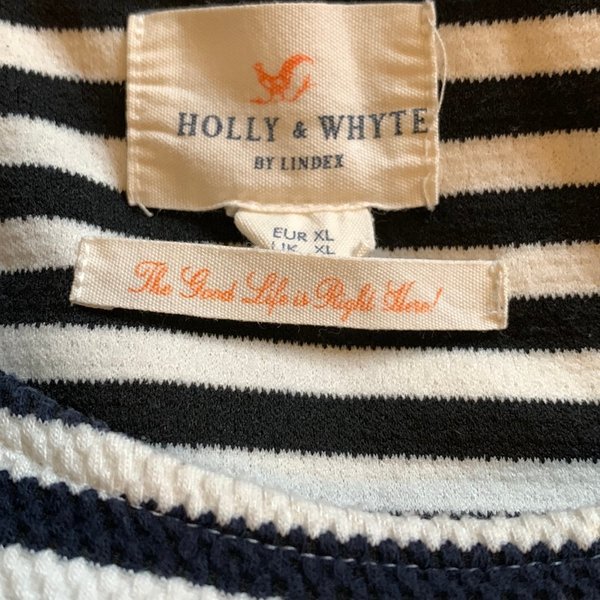 HOLLY & WHYTE
BY LINDEX
EUR XL
UK XL
The Good Life is Right Here!